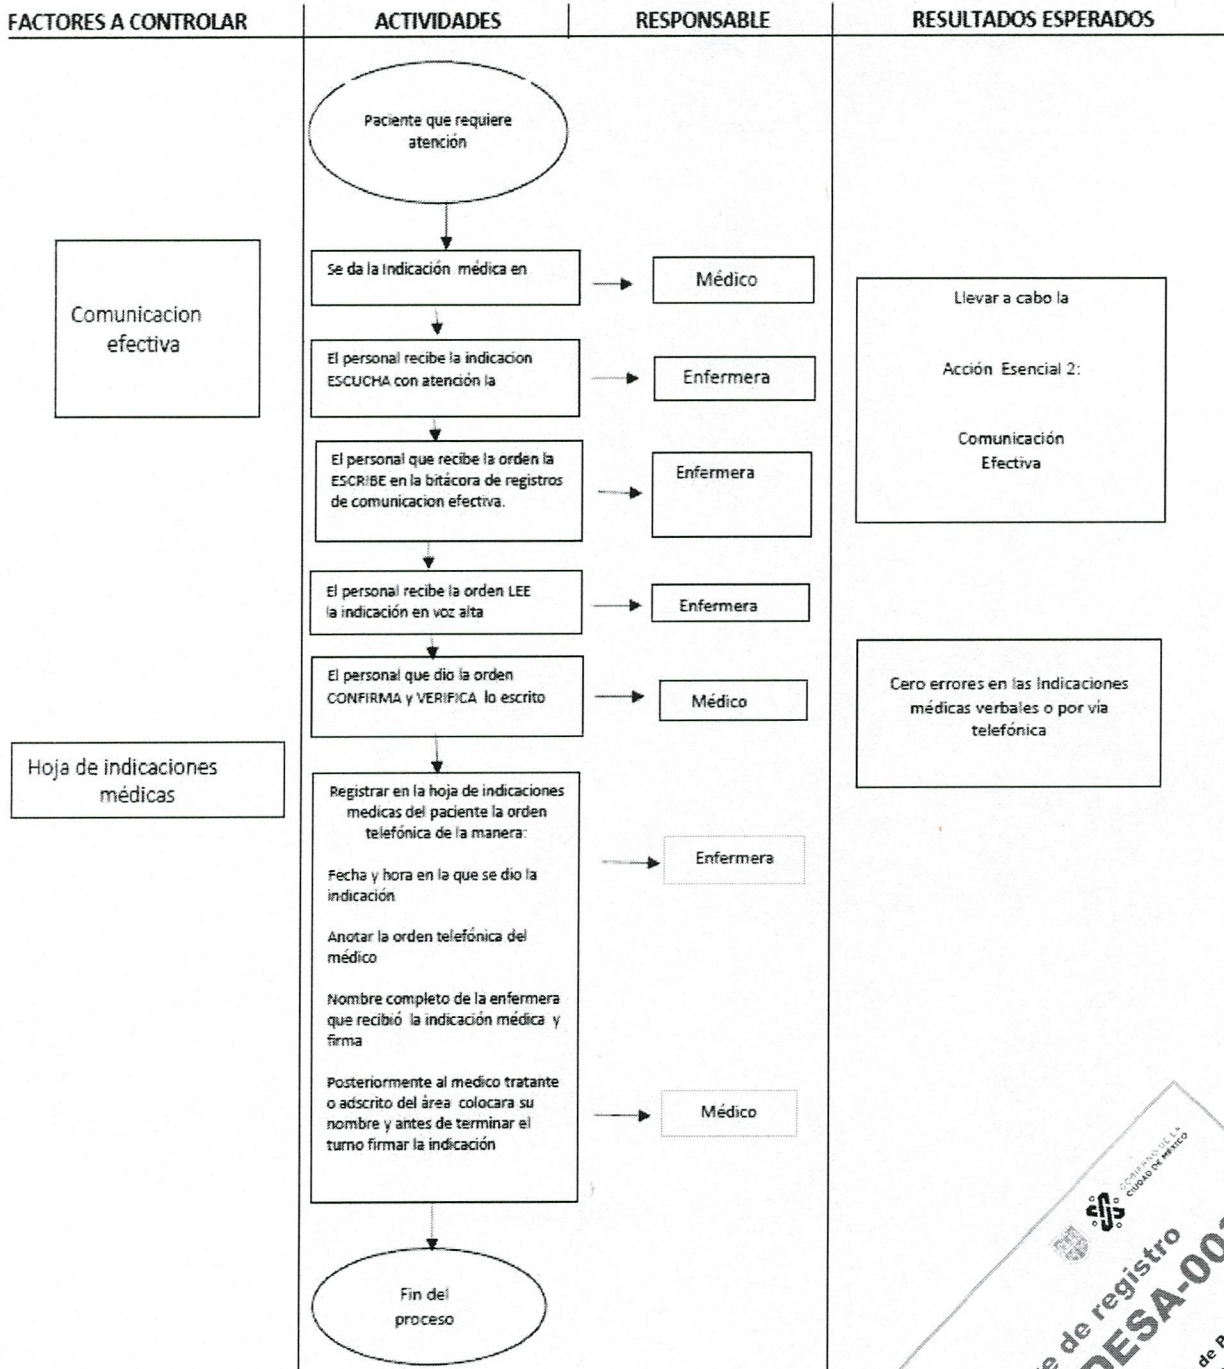 FACTORES A CONTROLAR
ACTIVIDADES
RESPONSABLE
RESULTADOS ESPERADOS
Paciente que requiere
atención
Comunicacion
efectiva
Se da la Indicación médica en
Médico
El personal recibe la indicacion
ESCUCHA con atención la
Enfermera
El personal que recibe la orden la
ESCRIBE en la bitácora de registros
de comunicacion efectiva.
Enfermera
El personal recibe la orden LEE
la indicación en voz alta
Enfermera
El personal que dio la orden
CONFIRMA y VERIFICA lo escrito
Médico
Llevar a cabo la
Acción Esencial 2:
Comunicación
Efectiva
Cero errores en las Indicaciones
médicas verbales o por via
telefónica
Hoja de indicaciones
médicas
Registrar en la hoja de indicaciones
medicas del paciente la orden
telefónica de la manera:
Fecha y hora en la que se dio la
indicación
Anotar la orden telefónica del
médico
Nombre completo de la enfermera
que recibió la indicación médica y
firma
Posteriormente al medico tratante
o adscrito del área colocara su
nombre y antes de terminar el
turno firmar la indicación
Enfermera
Médico
Fin del
proceso
GOBIERNO DE LA
CIUDAD DE MÉXICO
de registro
DESA-00
de